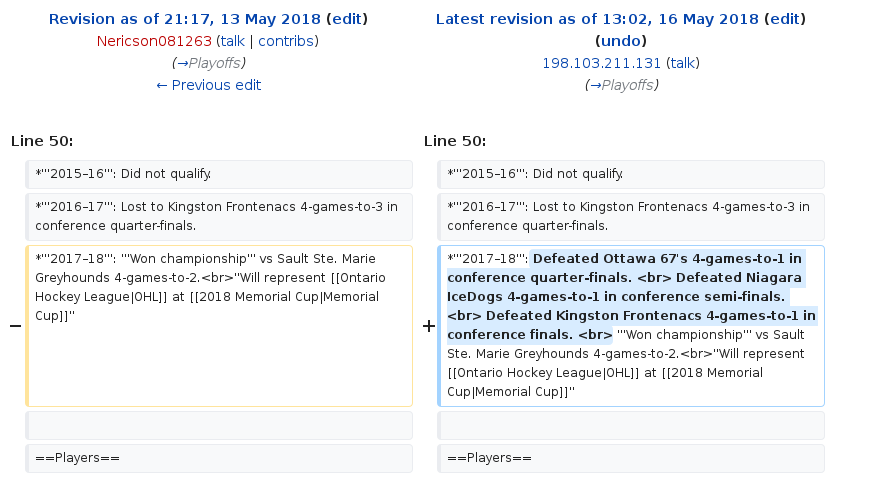 Revision as of 21:17, 13 May 2018 (edit)
Nericson081263 (talk | contribs)
(→Playoffs)
← Previous edit
Latest revision as of 13:02, 16 May 2018 (edit)
(undo)
198.103.211.131 (talk)
(→Playoffs)
Line 50:
Line 50:
*'''2015–16''': Did not qualify.
*'''2015–16''': Did not qualify.
*'''2016–17''': Lost to Kingston Frontenacs 4-games-to-3 in
conference quarter-finals.
*'''2016–17''': Lost to Kingston Frontenacs 4-games-to-3 in
conference quarter-finals.
−
*'''2017–18''': '''Won championship''' vs Sault Ste. Marie
Greyhounds 4-games-to-2.<br>''Will represent [[Ontario
Hockey League|OHL]] at [[2018 Memorial Cup|Memorial
Cup]]''
+
*'''2017–18''': Defeated Ottawa 67's 4-games-to-1 in
conference quarter-finals. <br> Defeated Niagara
IceDogs 4-games-to-1 in conference semi-finals.
<br> Defeated Kingston Frontenacs 4-games-to-1 in
conference finals. <br> '''Won championship''' vs Sault
Ste. Marie Greyhounds 4-games-to-2.<br>''Will represent
[[Ontario Hockey League|OHL]] at [[2018 Memorial
Cup|Memorial Cup]]''
==Players==
==Players==